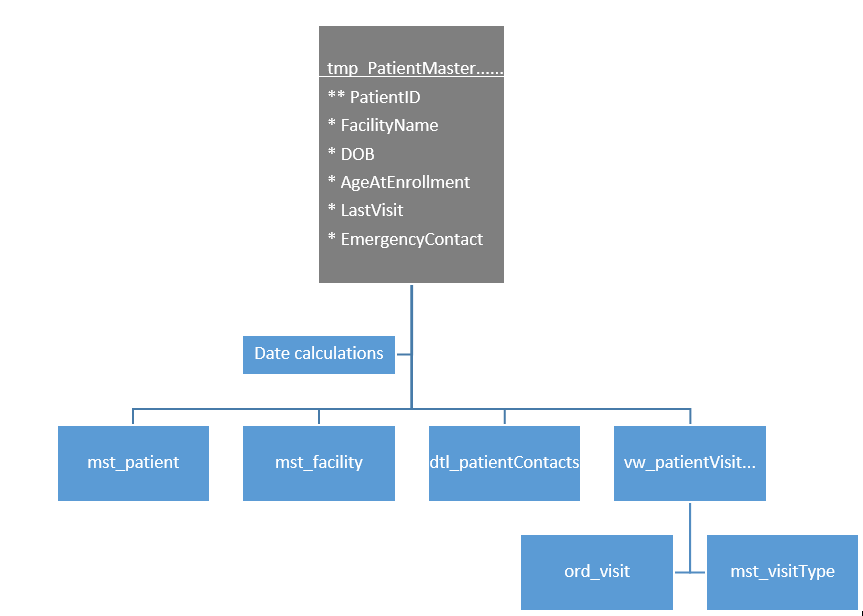 tmp_PatientMaster......
** PatientID
* FacilityName
* DOB
* AgeAtEnrollment
* LastVisit
* EmergencyContact
Date calculations
mst_patient
mst_facility
dtl_patientContacts
vw_patientVisit...
ord_visit
mst_visitType